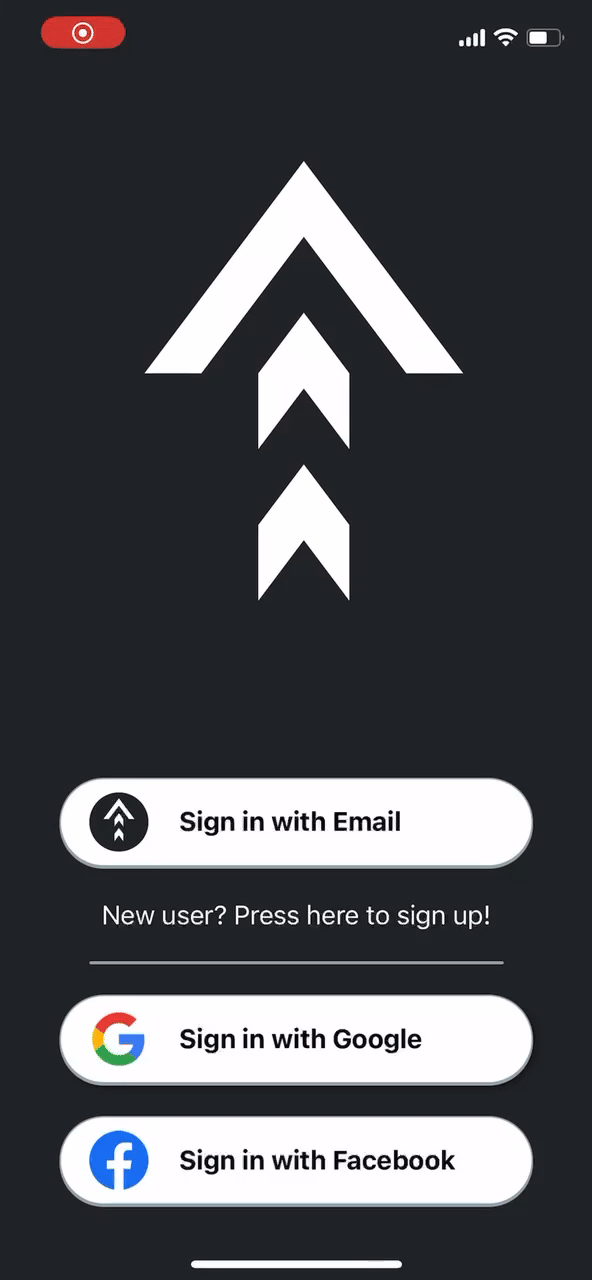 Sign in with Email
New user? Press here to sign up!
Sign in with Google
Sign in with Facebook